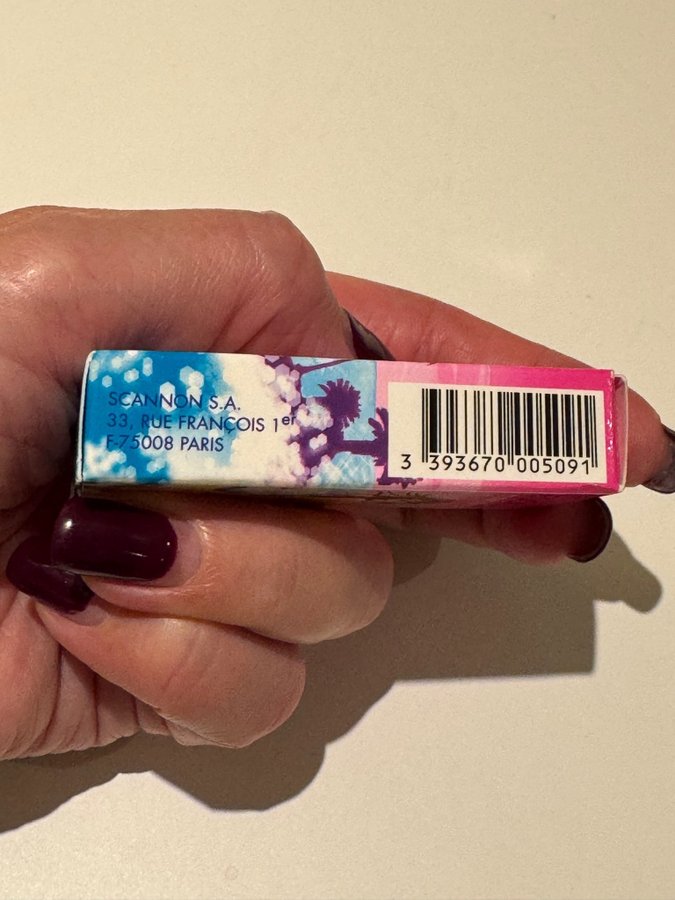 SCANNON S.A.
33, RUE FRANÇOIS 1er
F-75008 PARIS
3 393670 005091